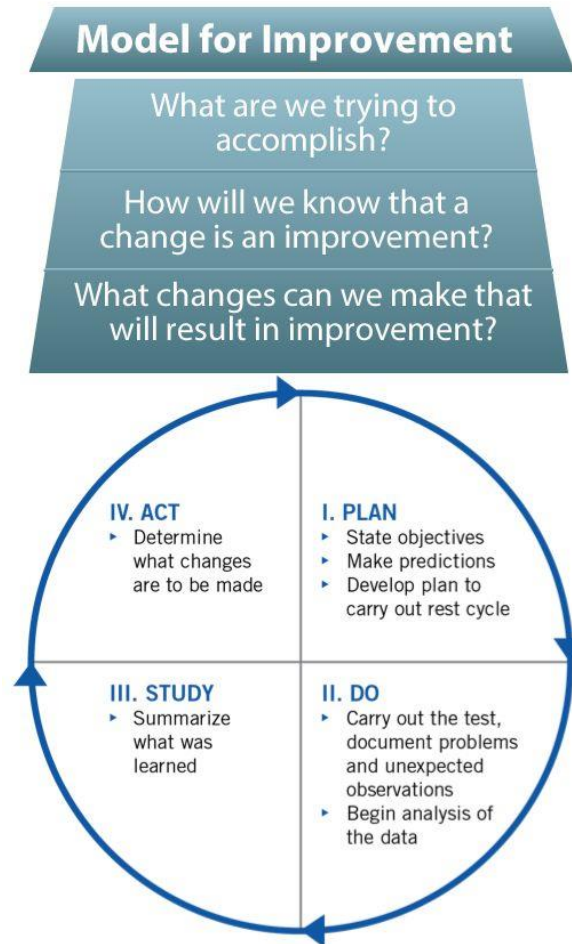 Model for Improvement
What are we trying to
accomplish?
How will we know that a
change is an improvement?
What changes can we make that
will result in improvement?
I. PLAN
▸ State objectives
▸ Make predictions
▸ Develop plan to
carry out rest cycle
II. DO
▸ Carry out the test,
document problems
and unexpected
observations
▸ Begin analysis of
the data
III. STUDY
▸ Summarize
what was
learned
IV. ACT
▸ Determine
what changes
are to be made